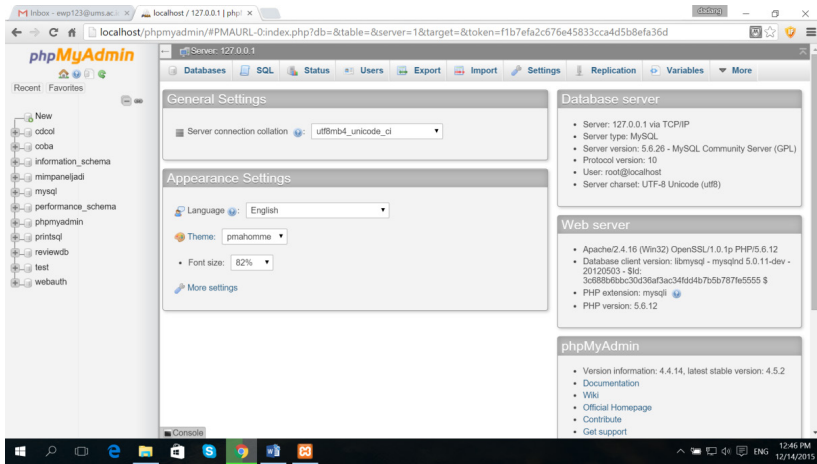 Inbox - ewp123@ums.ac.i
localhost / 127.0.0.1 | php
dadang
localhost/phpmyadmin/#PMAURL-0:index.php?db=&table=&server=1&target=&token=f1b7efa2c676e45833cca4d5b8efa36d
phpMyAdmin
Recent Favorites
New
cdcol
coba
information_schema
mimpaneljadi
mysql
performance_schema
phpmyadmin
printsql
reviewdb
test
webauth
Server: 127.0.0.1
Databases SQL Status Users Export Import Settings Replication Variables More
General Settings
Server connection collation : utf8mb4_unicode_ci
Appearance Settings
Language : English
Theme: pmahomme
• Font size: 82%
More settings
Database server
• Server: 127.0.0.1 via TCP/IP
• Server type: MySQL
• Server version: 5.6.26 - MySQL Community Server (GPL)
• Protocol version: 10
• User: root@localhost
• Server charset: UTF-8 Unicode (utf8)
Web server
• Apache/2.4.16 (Win32) OpenSSL/1.0.1p PHP/5.6.12
• Database client version: libmysql - mysqlnd 5.0.11-dev -
20120503 - $Id:
3c688b6bbc30d36af3ac34fdd4b7b5b787fe5555 $
• PHP extension: mysqli
• PHP version: 5.6.12
phpMyAdmin
• Version information: 4.4.14, latest stable version: 4.5.2
• Documentation
• Wiki
• Official Homepage
• Contribute
• Get support
Console
ENG
12:46 PM
12/14/2015